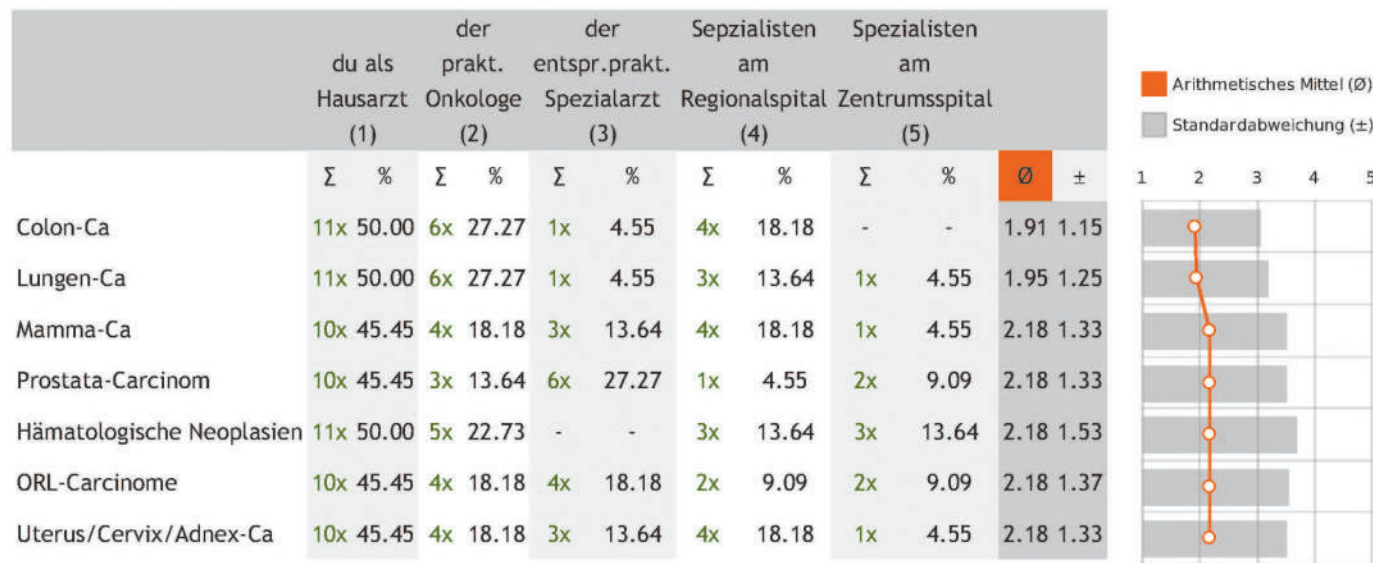 du als Hausarzt (1) der prakt. Onkologe (2) der entspr.prakt. Spezialarzt (3) Sepzialisten am Regionalspital (4) Spezialisten am Zentrumsspital (5)
Arithmetisches Mittel (Ø)
Standardabweichung (±)
Σ % Σ % Σ % Σ % Σ % Ø ± 1 2 3 4 5
Colon-Ca 11x 50.00 6x 27.27 1x 4.55 4x 18.18 - - 1.91 1.15
Lungen-Ca 11x 50.00 6x 27.27 1x 4.55 3x 13.64 1x 4.55 1.95 1.25
Mamma-Ca 10x 45.45 4x 18.18 3x 13.64 4x 18.18 1x 4.55 2.18 1.33
Prostata-Carcinom 10x 45.45 3x 13.64 6x 27.27 1x 4.55 2x 9.09 2.18 1.33
Hämatologische Neoplasien 11x 50.00 5x 22.73 - - 3x 13.64 3x 13.64 2.18 1.53
ORL-Carcinome 10x 45.45 4x 18.18 4x 18.18 2x 9.09 2x 9.09 2.18 1.37
Uterus/Cervix/Adnex-Ca 10x 45.45 4x 18.18 3x 13.64 4x 18.18 1x 4.55 2.18 1.33